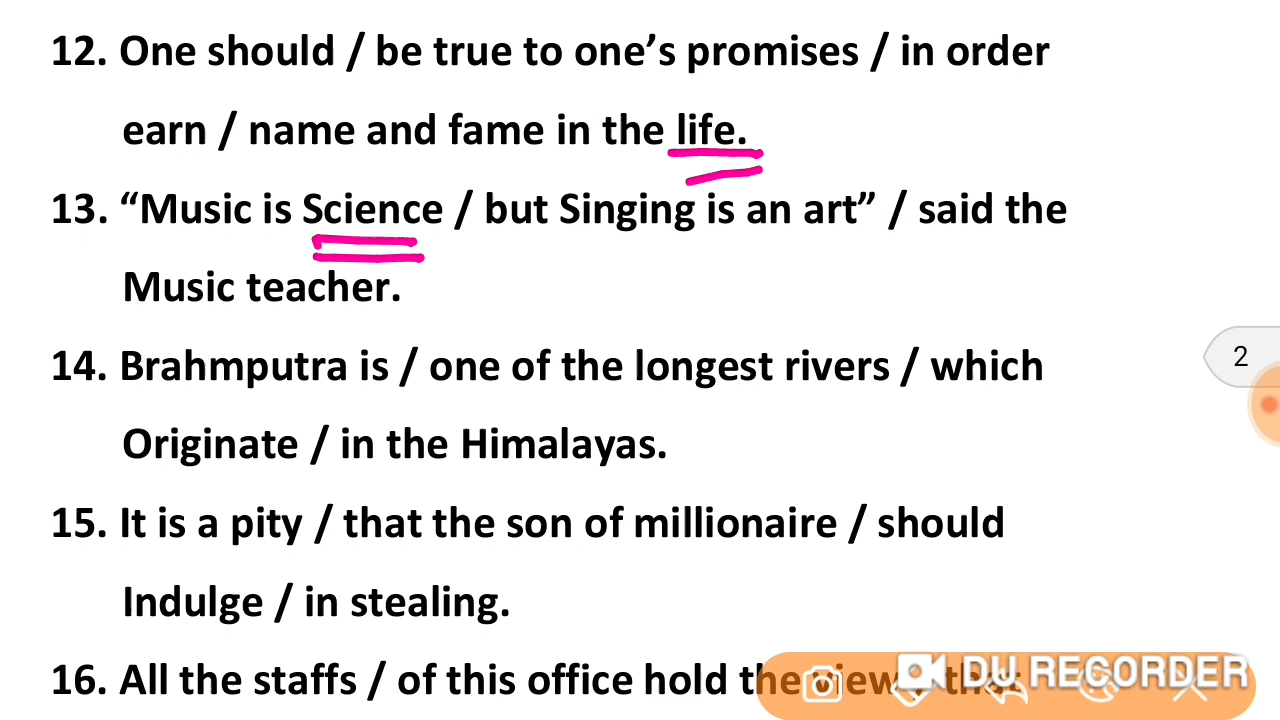 12. One should / be true to one’s promises / in order
earn / name and fame in the life.
13. “Music is Science / but Singing is an art” / said the
Music teacher.
14. Brahmputra is / one of the longest rivers / which
Originate / in the Himalayas.
2
15. It is a pity / that the son of millionaire / should
Indulge / in stealing.
16. All the staffs / of this office hold the view / that
DU RECORDER